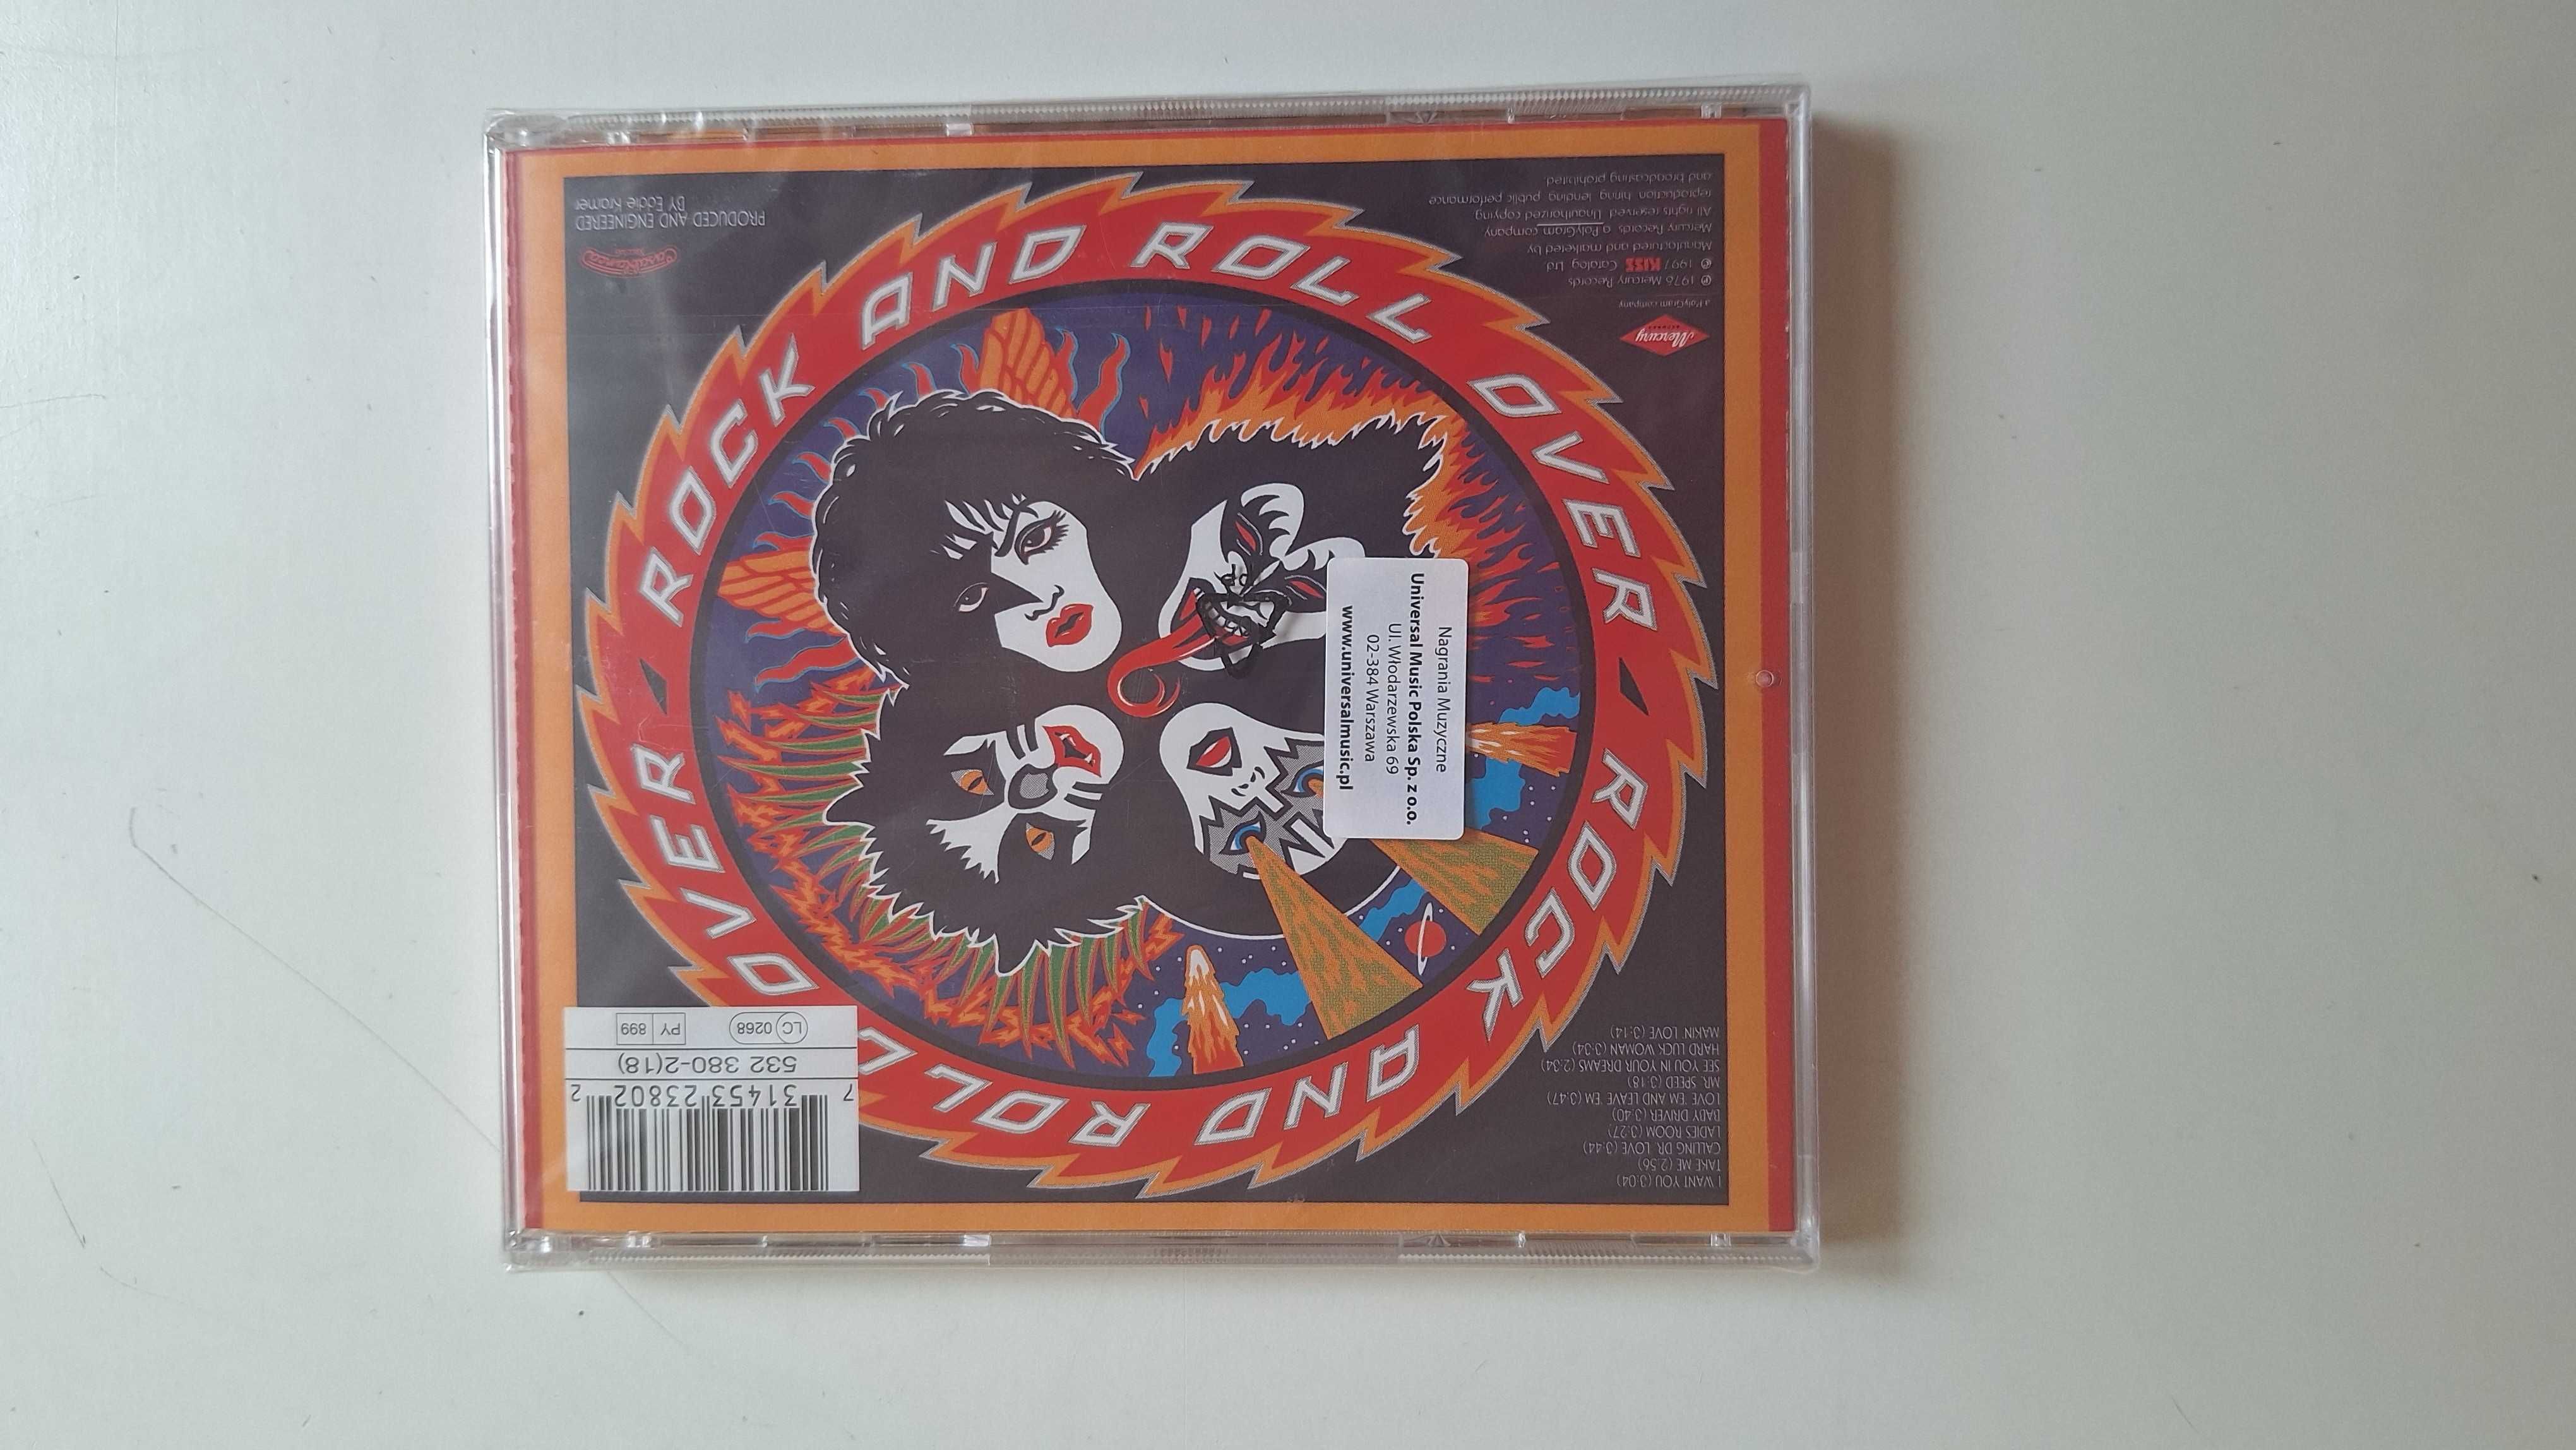 ROCK AND ROLL OVER
ROCK AND ROLL OVER
I WANT YOU (3:04)
TAKE ME (2:56)
CALLING DR. LOVE (3:44)
LADIES ROOM (3:27)
BABY DRIVER (3:40)
LOVE 'EM AND LEAVE 'EM (3:47)
MR. SPEED (3:18)
SEE YOU IN YOUR DREAMS (2:34)
HARD LUCK WOMAN (3:34)
MAKIN' LOVE (3:14)
7 31453 23802 2
532 380-2(18)
LC 0268
PY 899
Mercury
RECORDS
a PolyGram company
℗ 1976 Mercury Records
© 1997 KISS Catalog Ltd.
Manufactured and marketed by
Mercury Records a PolyGram company
All rights reserved Unauthorized copying
reproduction hiring lending public performance
and broadcasting prohibited.
Casablanca
PRODUCED AND ENGINEERED
BY Eddie Kramer
Nagrania Muzyczne
Universal Music Polska Sp. z o.o.
Ul. Włodarzewska 69
02-384 Warszawa
www.universalmusic.pl